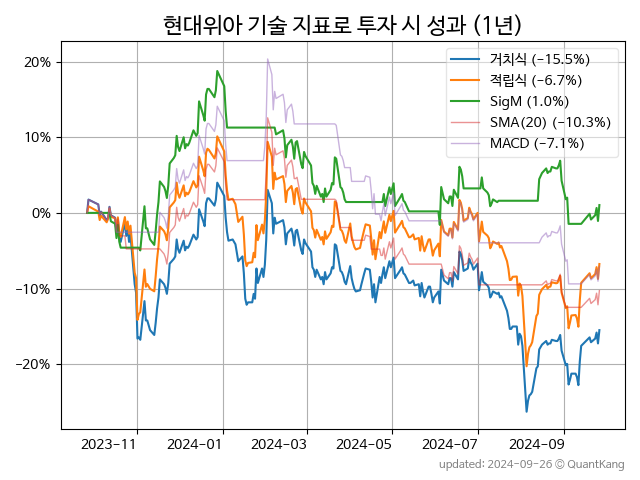 현대위아 기술 지표로 투자 시 성과 (1년)
거치식 (−15.5%)
적립식 (−6.7%)
SigM (1.0%)
SMA(20) (−10.3%)
MACD (−7.1%)
20%
10%
0%
−10%
−20%
2023-11
2024-01
2024-03
2024-05
2024-07
2024-09
updated: 2024-09-26 © QuantKang